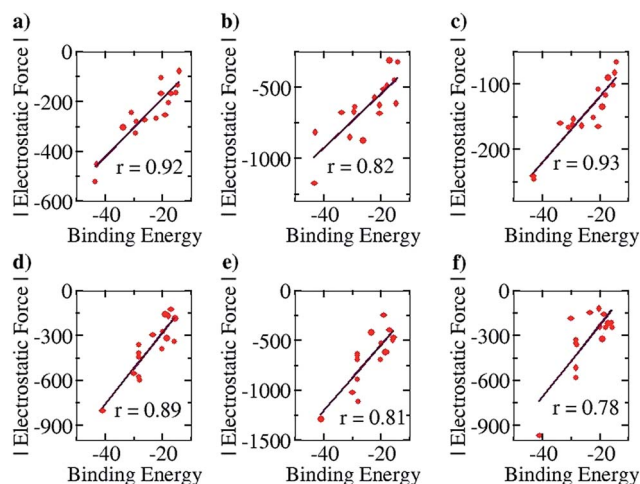 a)
| Electrostatic Force |
0
-200
-400
-600
r = 0.92
-40 -20
Binding Energy
b)
| Electrostatic Force |
-500
-1000
r = 0.82
-40 -20
Binding Energy
c)
| Electrostatic Force |
-100
-200
r = 0.93
-40 -20
Binding Energy
d)
| Electrostatic Force |
0
-300
-600
-900
r = 0.89
-40 -20
Binding Energy
e)
| Electrostatic Force |
0
-500
-1000
-1500
r = 0.81
-40 -20
Binding Energy
f)
| Electrostatic Force |
0
-300
-600
-900
r = 0.78
-40 -20
Binding Energy